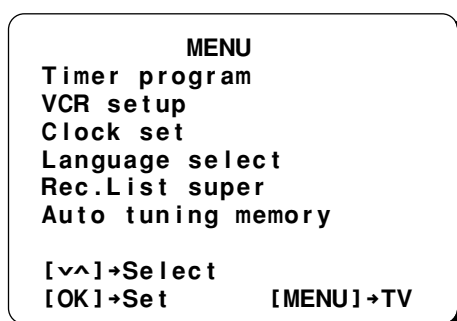 MENU
Timer program
VCR setup
Clock set
Language select
Rec.List super
Auto tuning memory
[∨∧]→Select
[OK]→Set [MENU]→TV